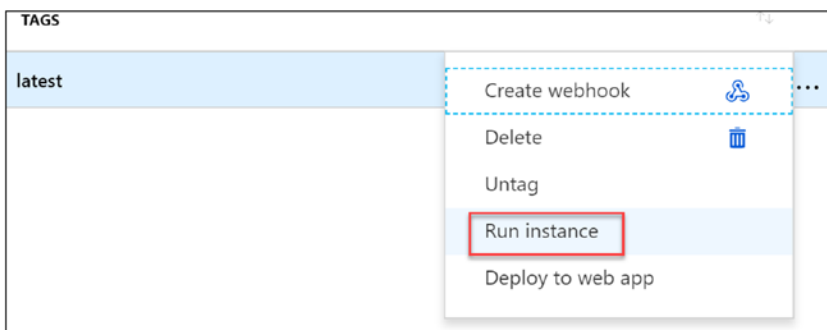 TAGS
latest
Create webhook
Delete
Untag
Run instance
Deploy to web app